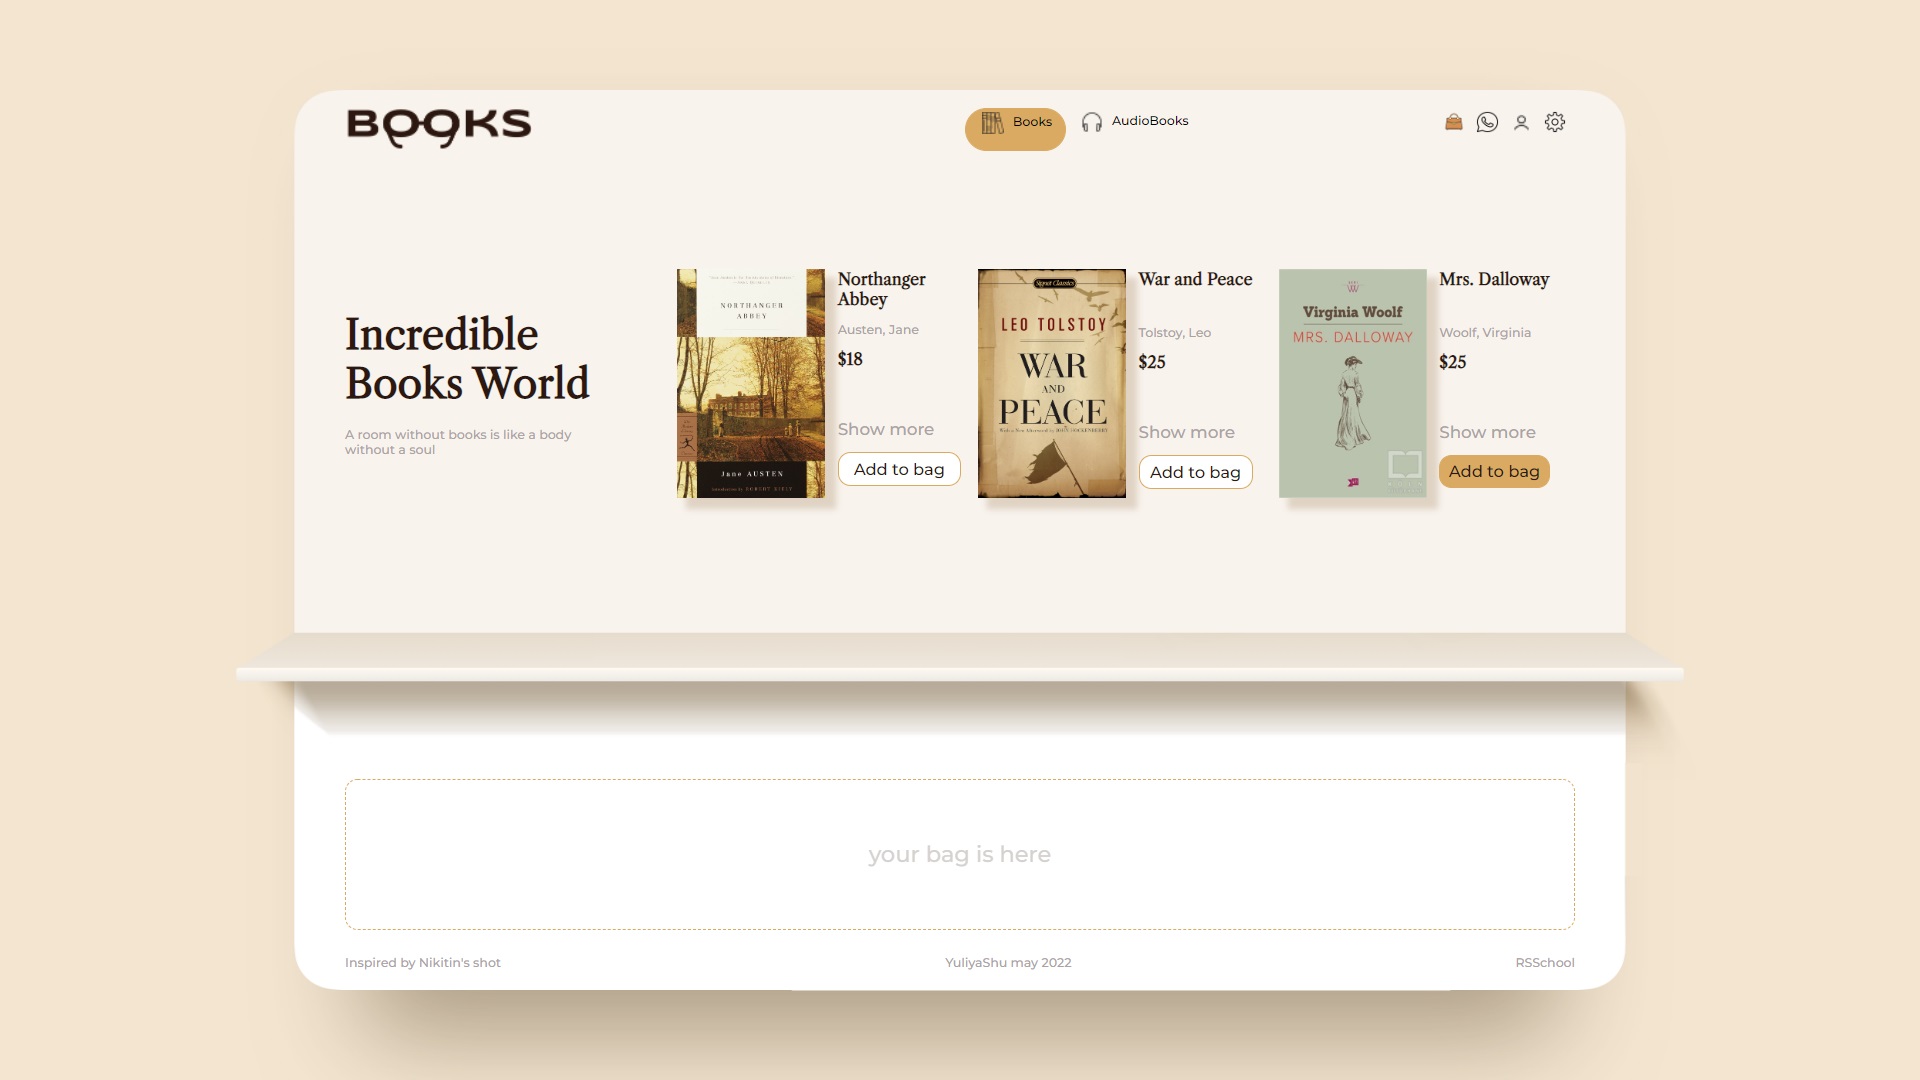 BOOKS
Books
AudioBooks
Incredible
Books World
A room without books is like a body
without a soul
NORTHANGER
ABBEY
Jane AUSTEN
Northanger
Abbey
Austen, Jane
$18
Show more
Add to bag
Signet Classics
LEO TOLSTOY
WAR
AND
PEACE
War and Peace
Tolstoy, Leo
$25
Show more
Add to bag
Virginia Woolf
MRS. DALLOWAY
Mrs. Dalloway
Woolf, Virginia
$25
Show more
Add to bag
your bag is here
Inspired by Nikitin's shot
YuliyaShu may 2022
RSSchool